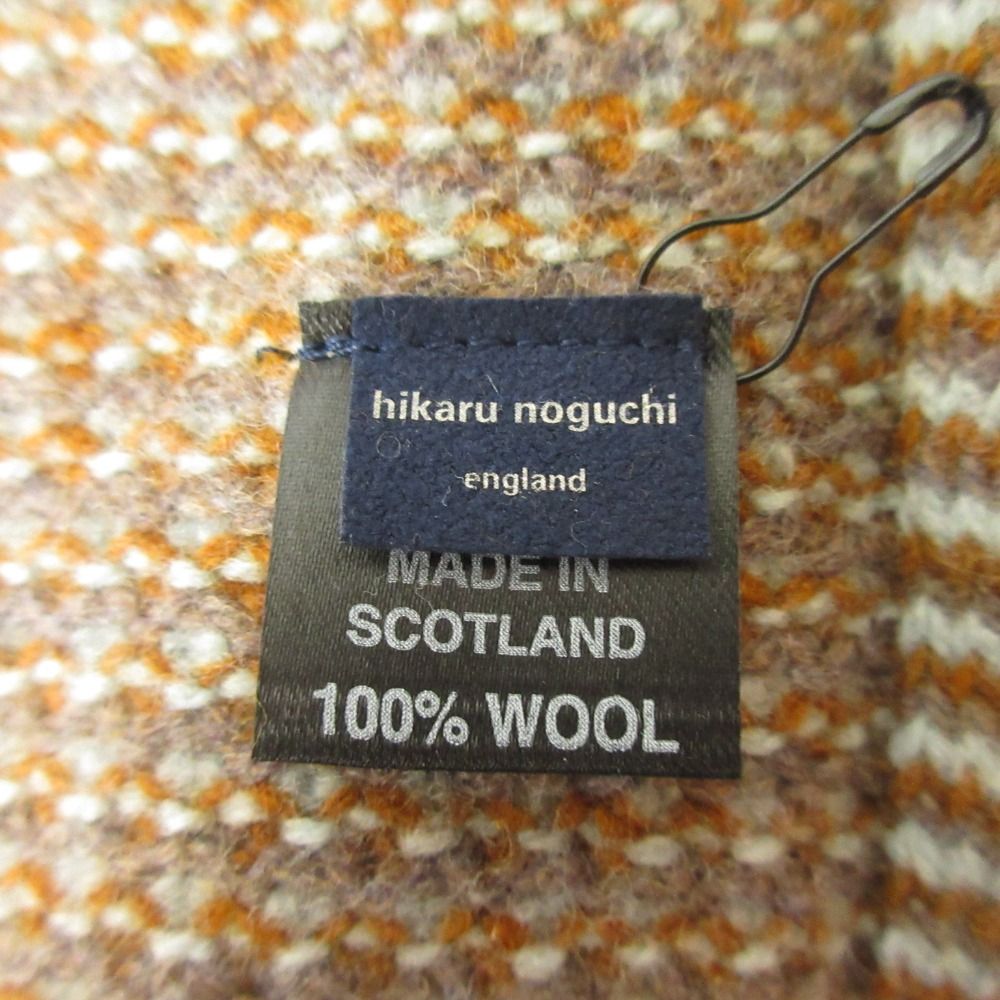 hikaru noguchi
england
MADE IN
SCOTLAND
100% WOOL